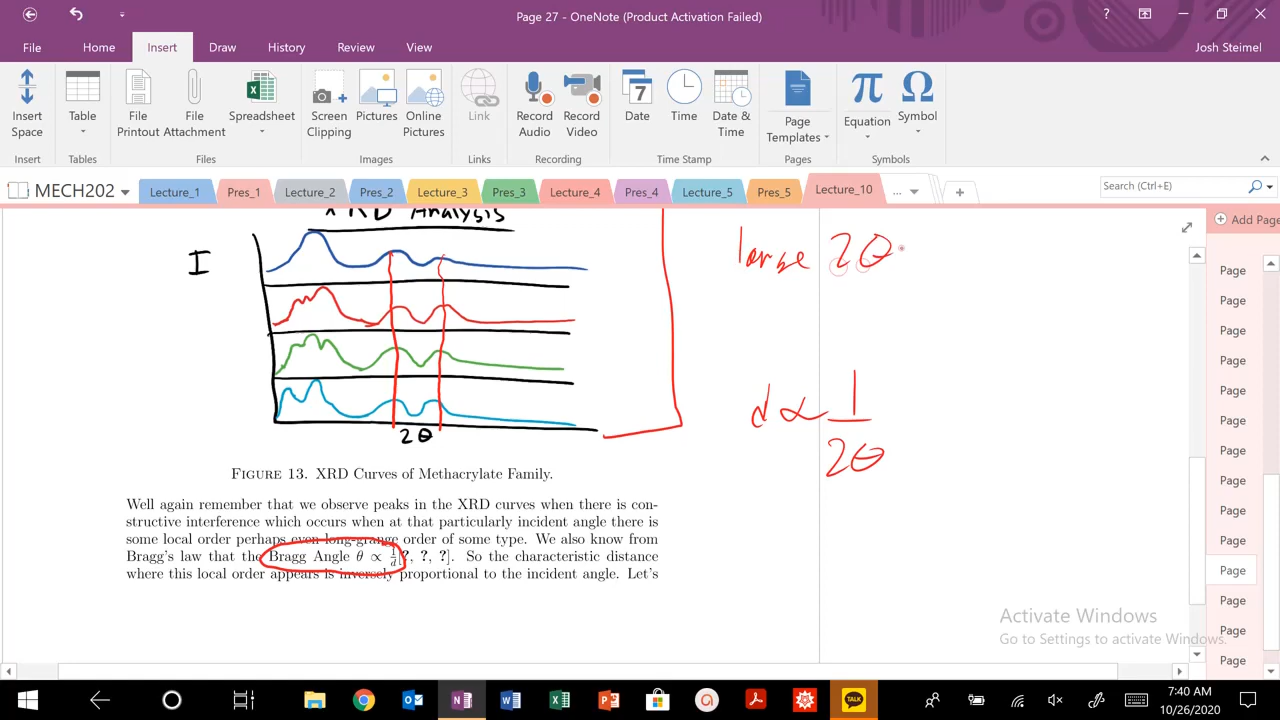 Page 27 - OneNote (Product Activation Failed)
?
File Home Insert Draw History Review View Josh Steimel
Insert Space Table File Printout File Attachment Spreadsheet Screen Clipping Pictures Online Pictures Link Record Audio Record Video Date Time Date & Time Page Templates Equation Symbol
Insert Tables Files Images Links Recording Time Stamp Pages Symbols
MECH202 Lecture_1 Pres_1 Lecture_2 Pres_2 Lecture_3 Pres_3 Lecture_4 Pres_4 Lecture_5 Pres_5 Lecture_10 ... Search (Ctrl+E)
Add Page
XRD Analysis
I
2θ
large 2θ
d ∝ 1/2θ
FIGURE 13. XRD Curves of Methacrylate Family.
Well again remember that we observe peaks in the XRD curves when there is con-
structive interference which occurs when at that particularly incident angle there is
some local order perhaps even long-grange order of some type. We also know from
Bragg's law that the Bragg Angle θ ∝ 1/d [?, ?, ?]. So the characteristic distance
where this local order appears is inversely proportional to the incident angle. Let's
Page
Page
Page
Page
Page
Page
Page
Page
Page
Page
Page
Page
Page
Page
Activate Windows
Go to Settings to activate Windows.
TALK
7:40 AM
10/26/2020